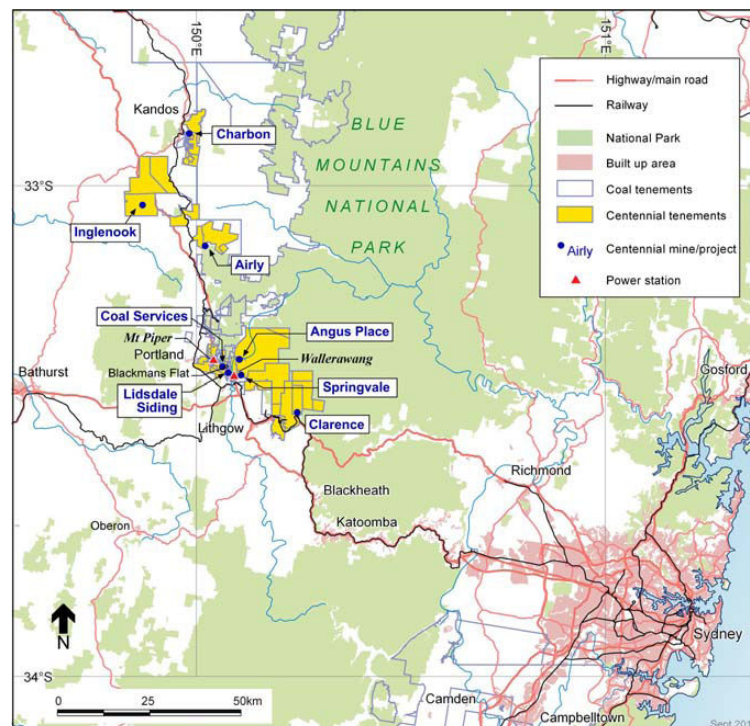 150°E
151°E
Kandos
Charbon
BLUE
MOUNTAINS
NATIONAL
PARK
33°S
Inglenook
Airly
Highway/main road
Railway
National Park
Built up area
Coal tenements
Centennial tenements
Airly Centennial mine/project
Power station
Coal Services
Mt Piper
Portland
Blackmans Flat
Angus Place
Wallerawang
Bathurst
Lidsdale
Siding
Springvale
Clarence
Lithgow
Gosford
Richmond
Blackheath
Katoomba
Oberon
N
Sydney
34°S
0 25 50km
Camden
Campbelltown